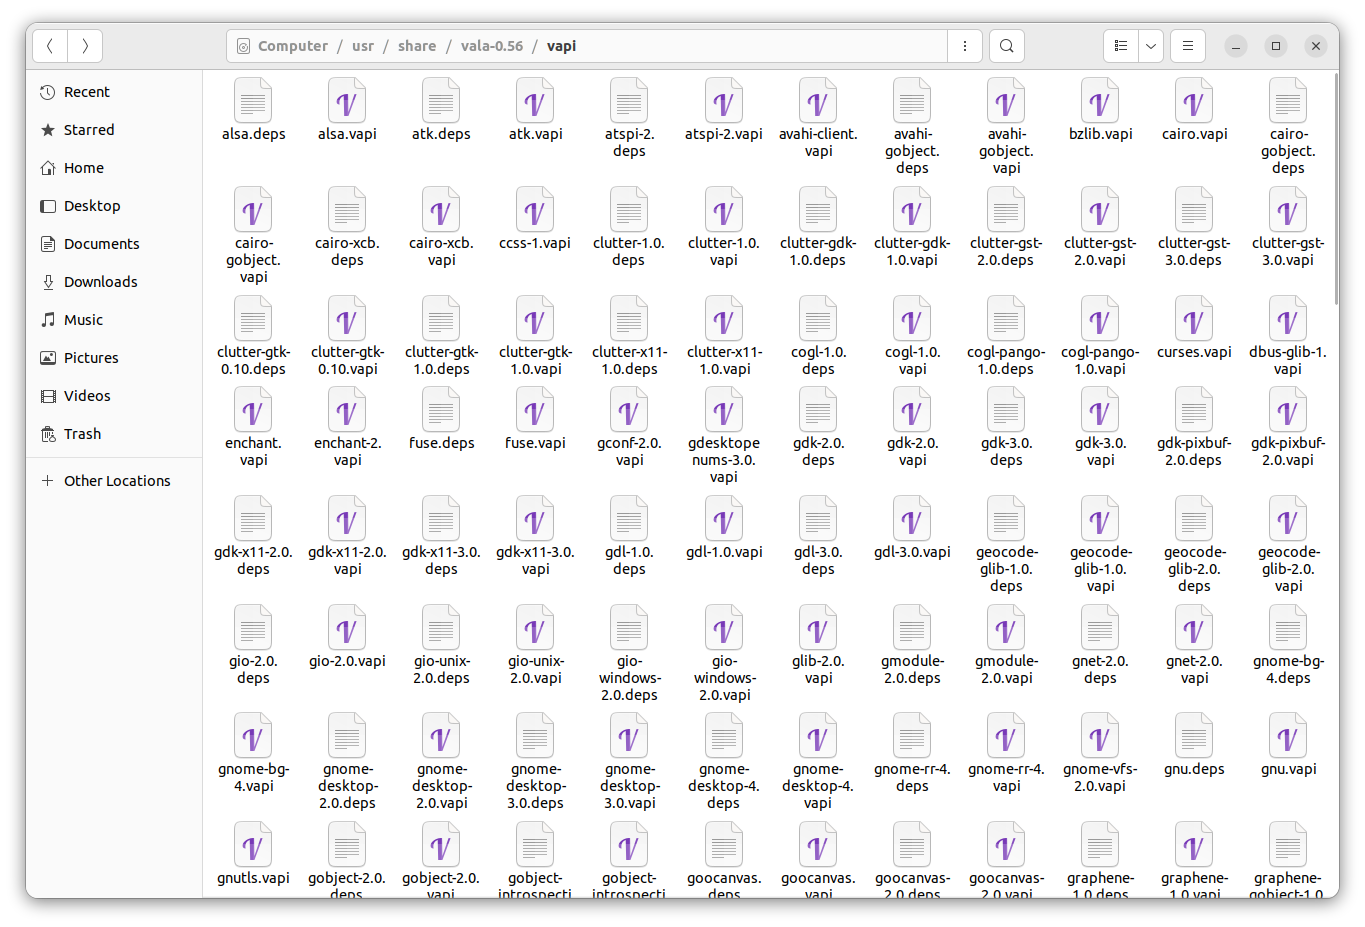 Computer / usr / share / vala-0.56 / vapi
Recent
Starred
Home
Desktop
Documents
Downloads
Music
Pictures
Videos
Trash
Other Locations
alsa.deps
alsa.vapi
atk.deps
atk.vapi
atspi-2.
deps
atspi-2.vapi
avahi-client.
vapi
avahi-
gobject.
deps
avahi-
gobject.
vapi
bzlib.vapi
cairo.vapi
cairo-
gobject.
deps
cairo-
gobject.
vapi
cairo-xcb.
deps
cairo-xcb.
vapi
ccss-1.vapi
clutter-1.0.
deps
clutter-1.0.
vapi
clutter-gdk-
1.0.deps
clutter-gdk-
1.0.vapi
clutter-gst-
2.0.deps
clutter-gst-
2.0.vapi
clutter-gst-
3.0.deps
clutter-gst-
3.0.vapi
clutter-gtk-
0.10.deps
clutter-gtk-
0.10.vapi
clutter-gtk-
1.0.deps
clutter-gtk-
1.0.vapi
clutter-x11-
1.0.deps
clutter-x11-
1.0.vapi
cogl-1.0.
deps
cogl-1.0.
vapi
cogl-pango-
1.0.deps
cogl-pango-
1.0.vapi
curses.vapi
dbus-glib-1.
vapi
enchant.
vapi
enchant-2.
vapi
fuse.deps
fuse.vapi
gconf-2.0.
vapi
gdesktope
nums-3.0.
vapi
gdk-2.0.
deps
gdk-2.0.
vapi
gdk-3.0.
deps
gdk-3.0.
vapi
gdk-pixbuf-
2.0.deps
gdk-pixbuf-
2.0.vapi
gdk-x11-2.0.
deps
gdk-x11-2.0.
vapi
gdk-x11-3.0.
deps
gdk-x11-3.0.
vapi
gdl-1.0.
deps
gdl-1.0.vapi
gdl-3.0.
deps
gdl-3.0.vapi
geocode-
glib-1.0.
deps
geocode-
glib-1.0.
vapi
geocode-
glib-2.0.
deps
geocode-
glib-2.0.
vapi
gio-2.0.
deps
gio-2.0.vapi
gio-unix-
2.0.deps
gio-unix-
2.0.vapi
gio-
windows-
2.0.deps
gio-
windows-
2.0.vapi
glib-2.0.
vapi
gmodule-
2.0.deps
gmodule-
2.0.vapi
gnet-2.0.
deps
gnet-2.0.
vapi
gnome-bg-
4.deps
gnome-bg-
4.vapi
gnome-
desktop-
2.0.deps
gnome-
desktop-
2.0.vapi
gnome-
desktop-
3.0.deps
gnome-
desktop-
3.0.vapi
gnome-
desktop-4.
deps
gnome-
desktop-4.
vapi
gnome-rr-4.
deps
gnome-rr-4.
vapi
gnome-vfs-
2.0.vapi
gnu.deps
gnu.vapi
gnutls.vapi
gobject-2.0.
deps
gobject-2.0.
vapi
gobject-
introspecti
gobject-
introspecti
goocanvas.
deps
goocanvas.
vapi
goocanvas-
2.0.deps
goocanvas-
2.0.vapi
graphene-
1.0.deps
graphene-
1.0.vapi
graphene-
gobject-1.0